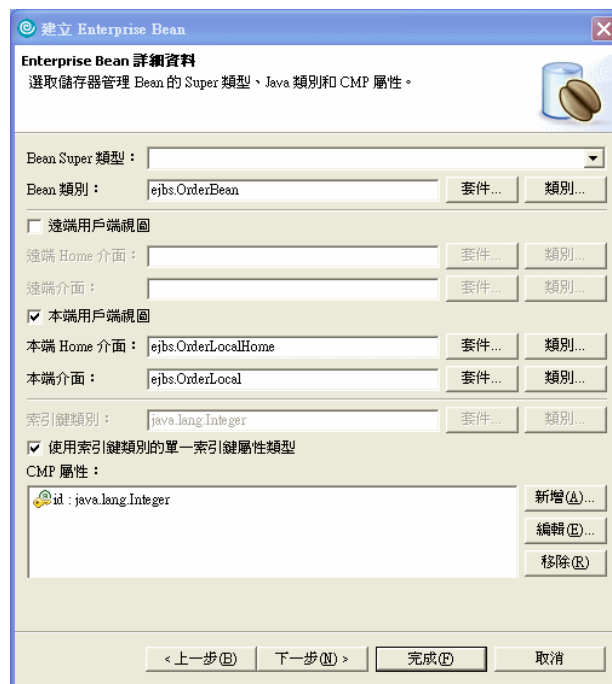 建立 Enterprise Bean
Enterprise Bean 詳細資料
選取儲存器管理 Bean 的 Super 類型、Java 類別和 CMP 屬性。
Bean Super 類型：
Bean 類別： ejbs.OrderBean 套件... 類別...
遠端用戶端視圖
遠端 Home 介面： 套件... 類別...
遠端介面： 套件... 類別...
本端用戶端視圖
本端 Home 介面： ejbs.OrderLocalHome 套件... 類別...
本端介面： ejbs.OrderLocal 套件... 類別...
索引鍵類別： java.lang.Integer 套件... 類別...
使用索引鍵類別的單一索引鍵屬性類型
CMP 屬性：
id : java.lang.Integer 新增(A)...
編輯(E)...
移除(R)
<上一步(B) 下一步(N)> 完成(F) 取消